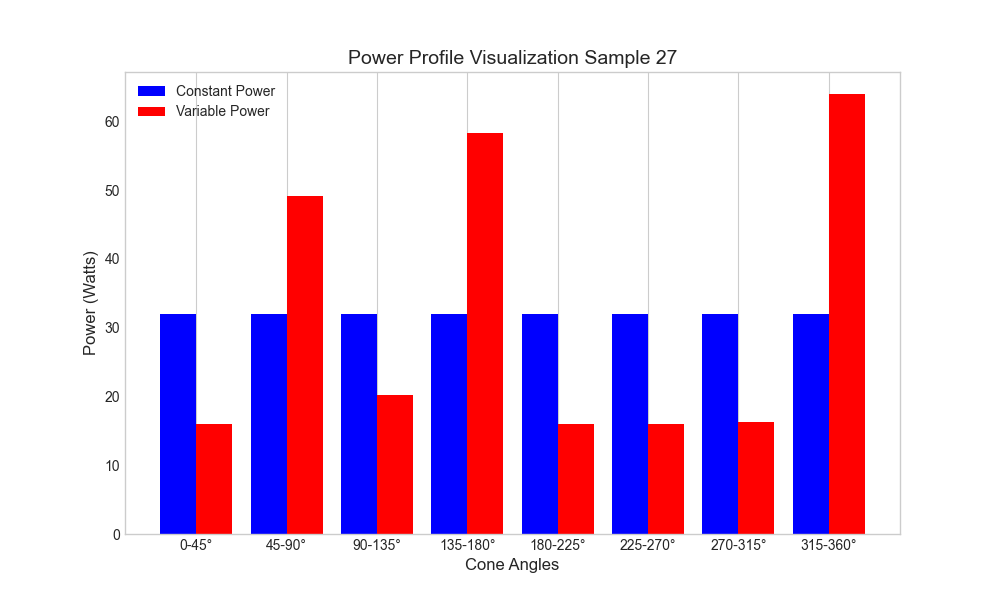 Power Profile Visualization Sample 27
Constant Power
Variable Power
Power (Watts)
60
50
40
30
20
10
0
0-45° 45-90° 90-135° 135-180° 180-225° 225-270° 270-315° 315-360°
Cone Angles